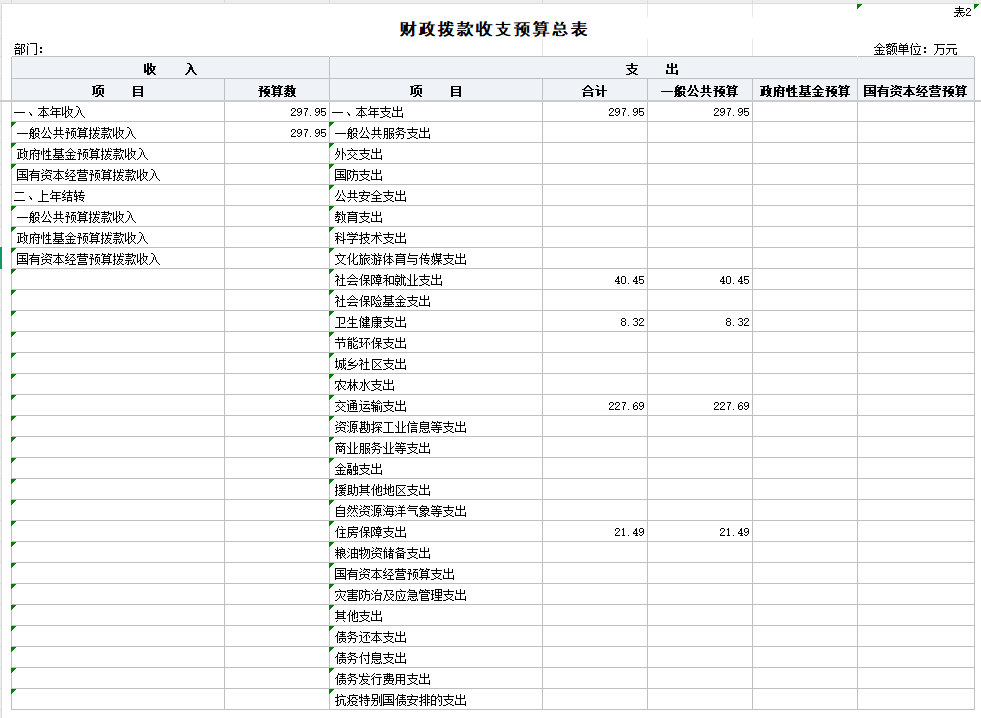 表2
财政拨款收支预算总表
部门： 金额单位：万元
收　　入 支　　出
项　　目 预算数 项　　目 合计 一般公共预算 政府性基金预算 国有资本经营预算
一、本年收入 297.95 一、本年支出 297.95 297.95
一般公共预算拨款收入 297.95 一般公共服务支出
政府性基金预算拨款收入 外交支出
国有资本经营预算拨款收入 国防支出
二、上年结转 公共安全支出
一般公共预算拨款收入 教育支出
政府性基金预算拨款收入 科学技术支出
国有资本经营预算拨款收入 文化旅游体育与传媒支出
社会保障和就业支出 40.45 40.45
社会保险基金支出
卫生健康支出 8.32 8.32
节能环保支出
城乡社区支出
农林水支出
交通运输支出 227.69 227.69
资源勘探工业信息等支出
商业服务业等支出
金融支出
援助其他地区支出
自然资源海洋气象等支出
住房保障支出 21.49 21.49
粮油物资储备支出
国有资本经营预算支出
灾害防治及应急管理支出
其他支出
债务还本支出
债务付息支出
债务发行费用支出
抗疫特别国债安排的支出